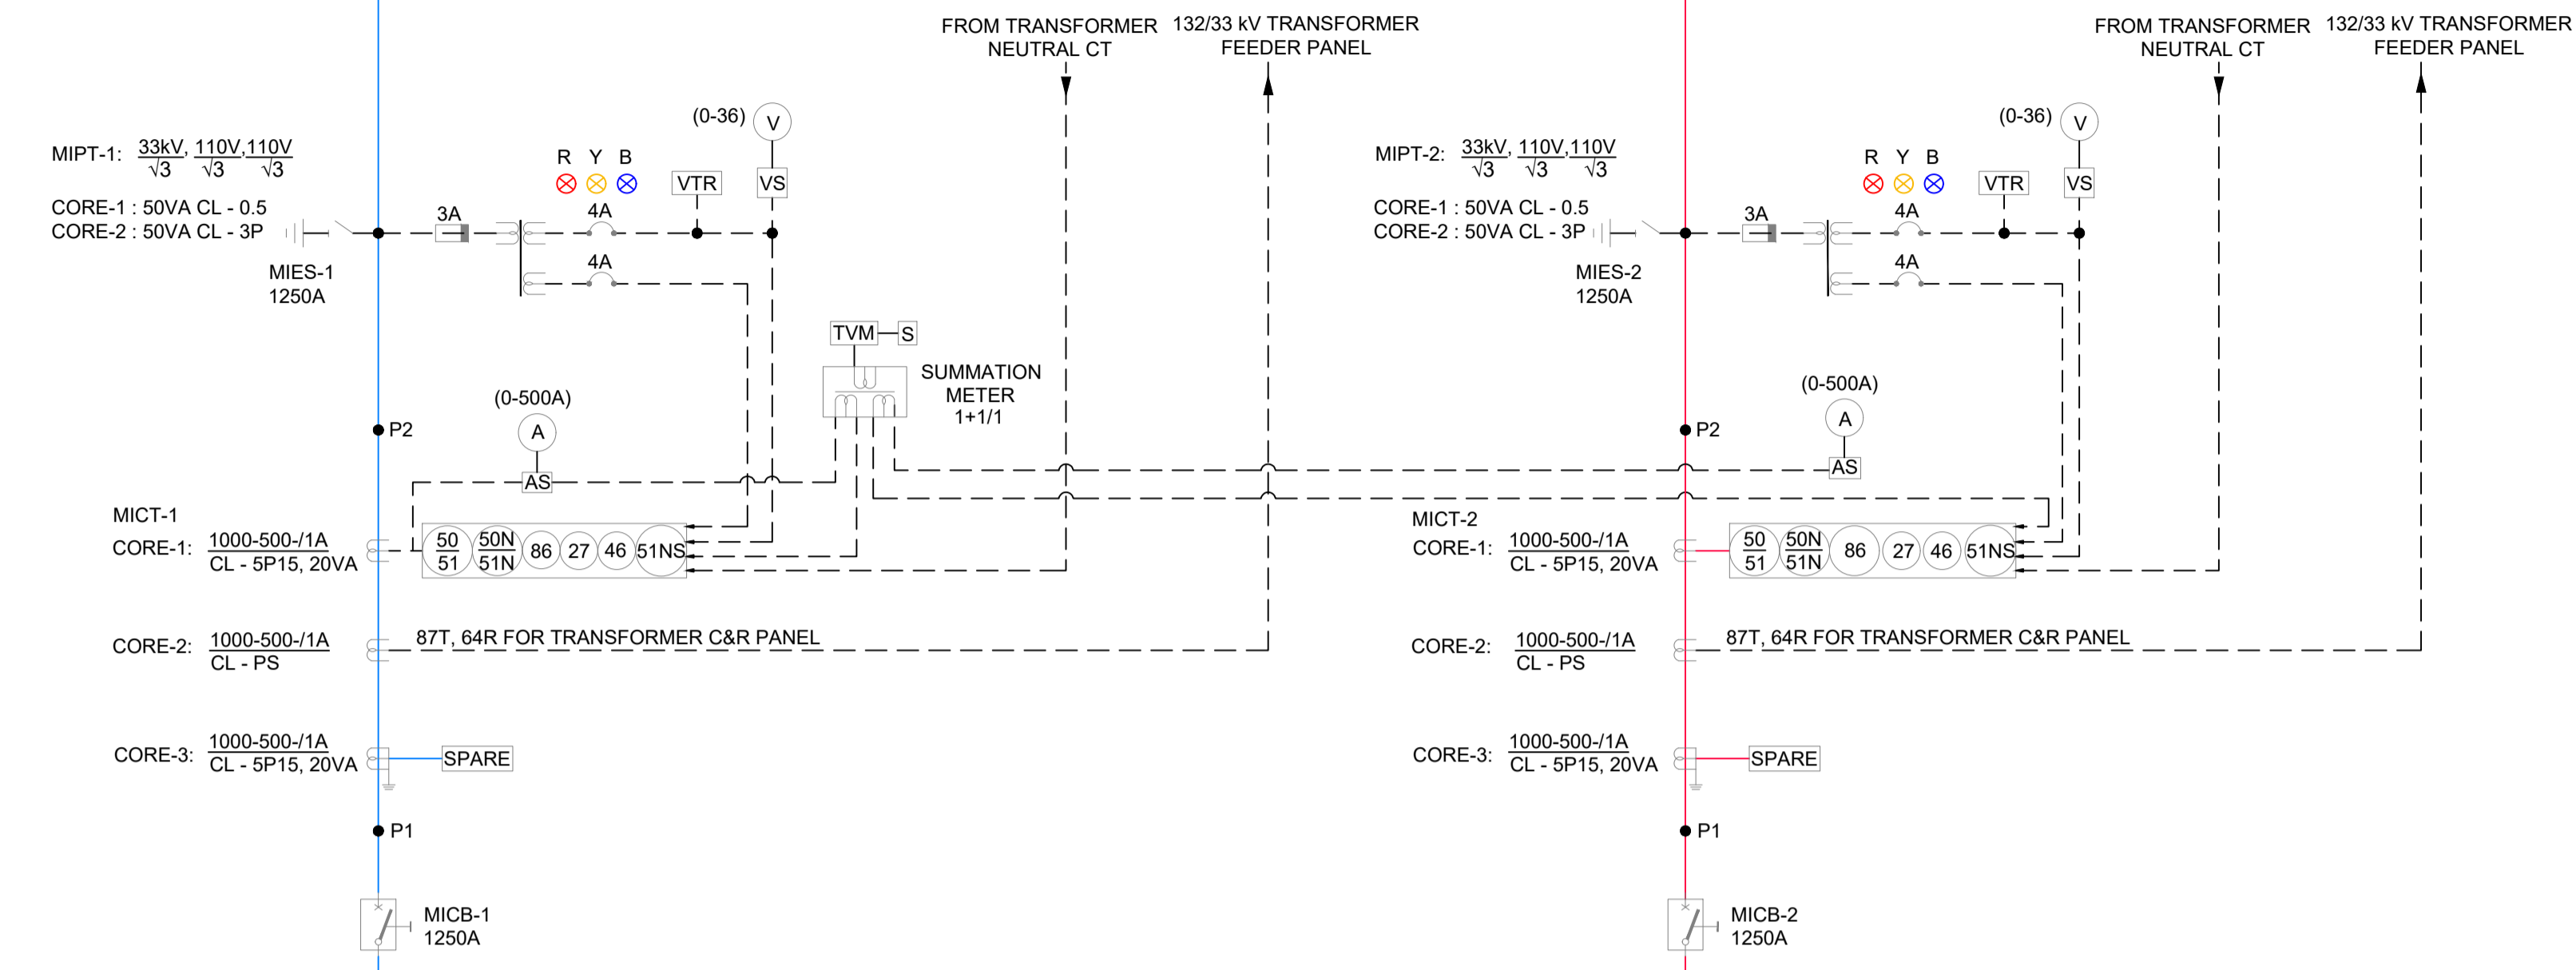 FROM TRANSFORMER
NEUTRAL CT
132/33 kV TRANSFORMER
FEEDER PANEL
FROM TRANSFORMER
NEUTRAL CT
132/33 kV TRANSFORMER
FEEDER PANEL
MIPT-1: 33kV, 110V,110V
√3 √3 √3
CORE-1 : 50VA CL - 0.5
CORE-2 : 50VA CL - 3P
MIES-1
1250A
3A
R Y B
4A
4A
VTR
(0-36) V
VS
TVM S
SUMMATION
METER
1+1/1
(0-500A)
A
AS
P2
MICT-1
CORE-1: 1000-500-/1A
CL - 5P15, 20VA
50
51
50N
51N
86
27
46
51NS
CORE-2: 1000-500-/1A
CL - PS
87T, 64R FOR TRANSFORMER C&R PANEL
CORE-3: 1000-500-/1A
CL - 5P15, 20VA
SPARE
P1
MICB-1
1250A
MIPT-2: 33kV, 110V,110V
√3 √3 √3
CORE-1 : 50VA CL - 0.5
CORE-2 : 50VA CL - 3P
MIES-2
1250A
3A
R Y B
4A
4A
VTR
(0-36) V
VS
(0-500A)
A
AS
P2
MICT-2
CORE-1: 1000-500-/1A
CL - 5P15, 20VA
50
51
50N
51N
86
27
46
51NS
CORE-2: 1000-500-/1A
CL - PS
87T, 64R FOR TRANSFORMER C&R PANEL
CORE-3: 1000-500-/1A
CL - 5P15, 20VA
SPARE
P1
MICB-2
1250A